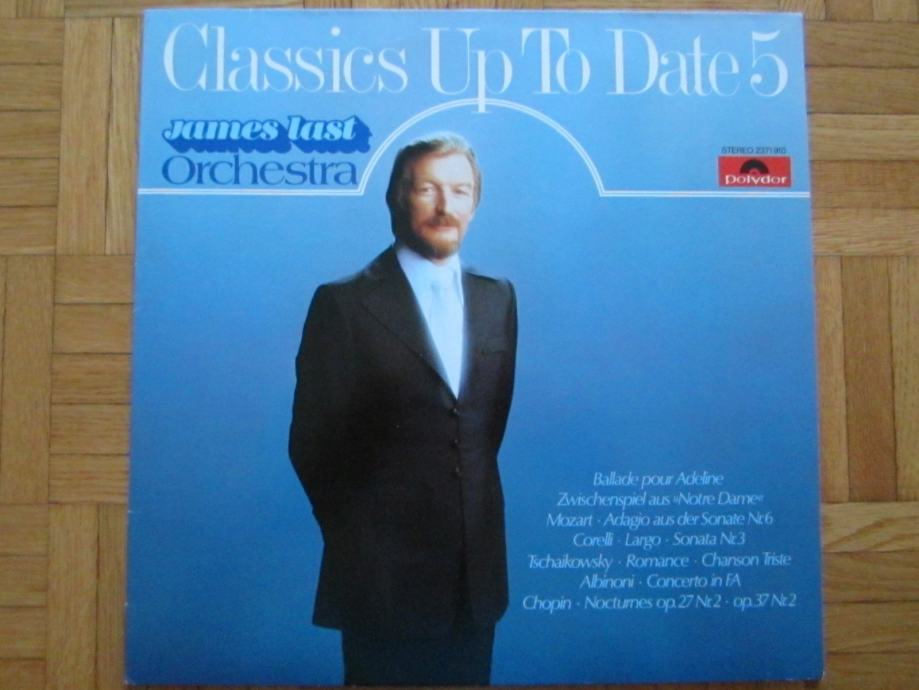 Classics Up To Date 5
James Last
Orchestra
STEREO 2371 910
polydor
Ballade pour Adeline
Zwischenspiel aus »Notre Dame«
Mozart · Adagio aus der Sonate Nr.6
Corelli · Largo · Sonata Nr.3
Tschaikowsky · Romance · Chanson Triste
Albinoni · Concerto in FA
Chopin · Nocturnes op.27 Nr.2 · op.37 Nr.2